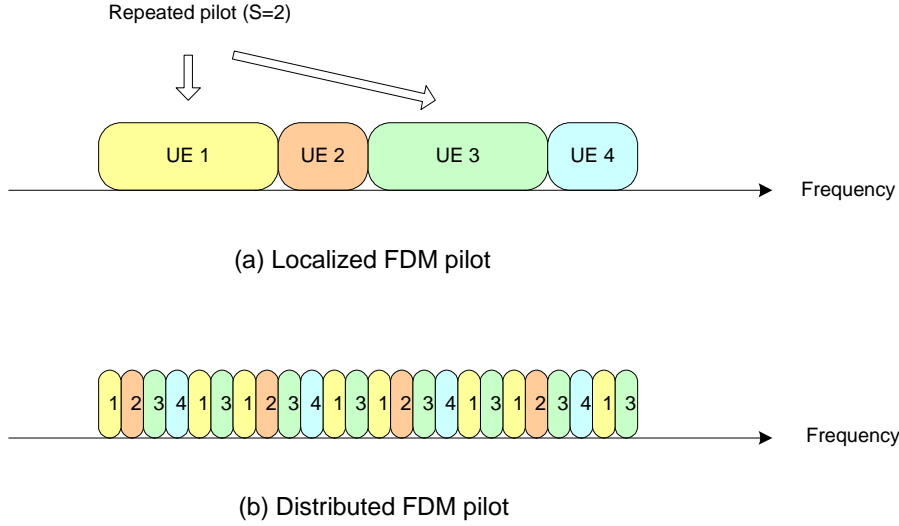 Repeated pilot (S=2)
UE 1 UE 2 UE 3 UE 4
Frequency
(a) Localized FDM pilot
1 2 3 4 1 3 1 2 3 4 1 3 1 2 3 4 1 3 1 2 3 4 1 3
Frequency
(b) Distributed FDM pilot